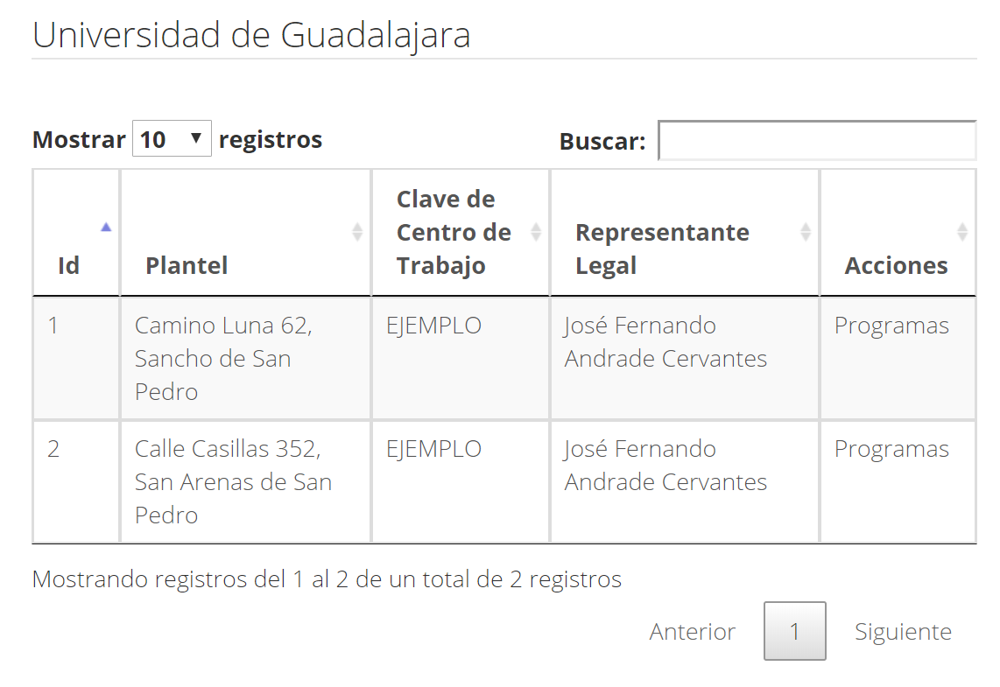 Universidad de Guadalajara
Mostrar 10 registros
Buscar:
Id
Plantel
Clave de
Centro de
Trabajo
Representante
Legal
Acciones
1
Camino Luna 62,
Sancho de San
Pedro
EJEMPLO
José Fernando
Andrade Cervantes
Programas
2
Calle Casillas 352,
San Arenas de San
Pedro
EJEMPLO
José Fernando
Andrade Cervantes
Programas
Mostrando registros del 1 al 2 de un total de 2 registros
Anterior 1 Siguiente